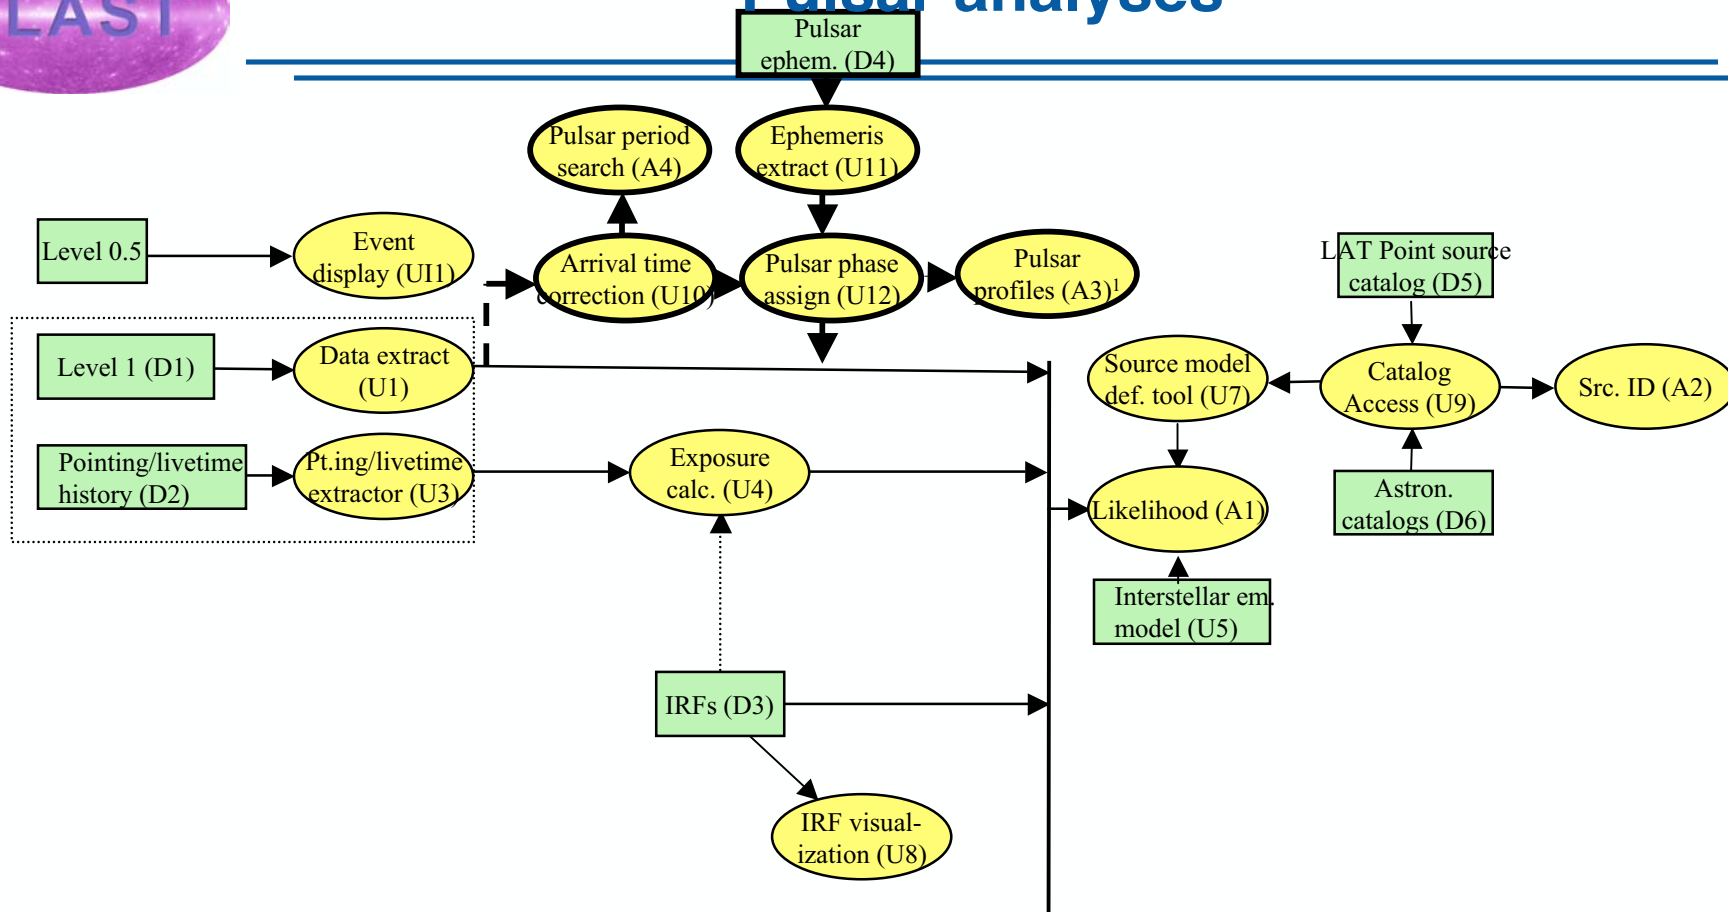 LAST
Pulsar analyses
Pulsar
ephem. (D4)
Pulsar period
search (A4)
Ephemeris
extract (U11)
Level 0.5
Event
display (UI1)
Arrival time
correction (U10)
Pulsar phase
assign (U12)
Pulsar
profiles (A3)¹
LAT Point source
catalog (D5)
Level 1 (D1)
Data extract
(U1)
Source model
def. tool (U7)
Catalog
Access (U9)
Src. ID (A2)
Pointing/livetime
history (D2)
Pt.ing/livetime
extractor (U3)
Exposure
calc. (U4)
Likelihood (A1)
Astron.
catalogs (D6)
Interstellar em.
model (U5)
IRFs (D3)
IRF visual-
ization (U8)